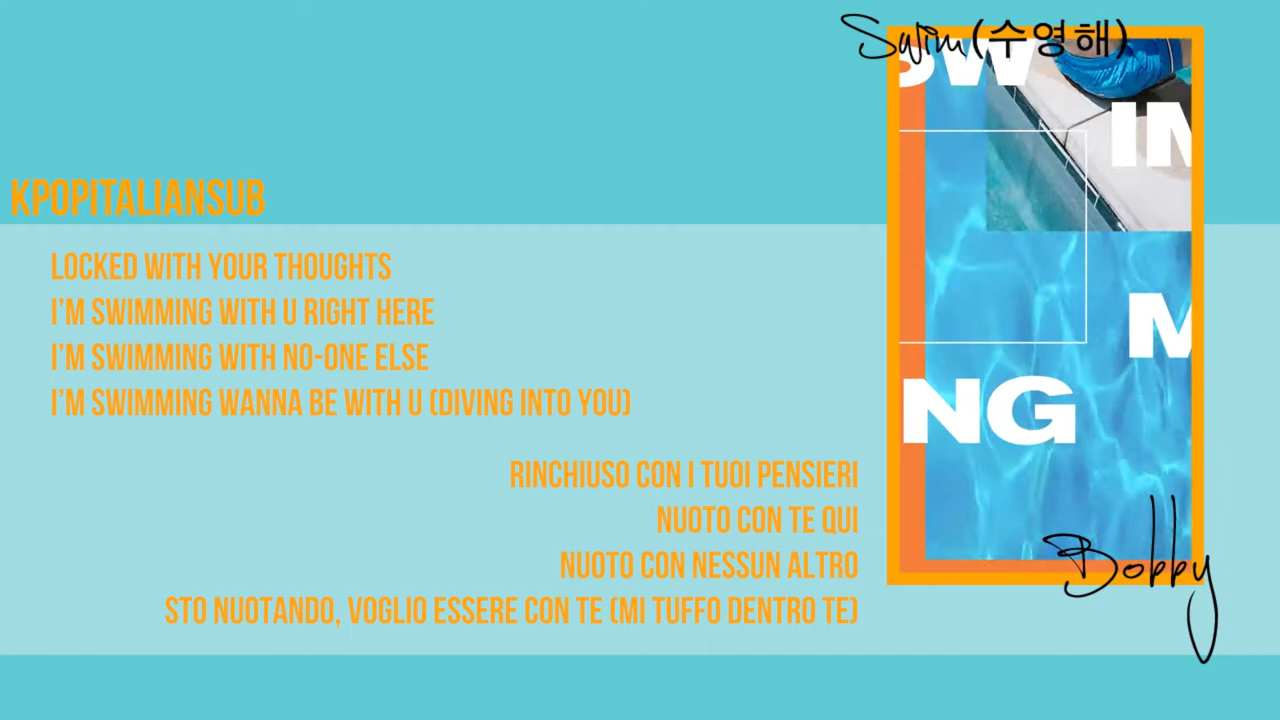 Swim (수영해)
SW
IM
M
NG
KPOPITALIANSUB
LOCKED WITH YOUR THOUGHTS
I'M SWIMMING WITH U RIGHT HERE
I'M SWIMMING WITH NO-ONE ELSE
I'M SWIMMING WANNA BE WITH U (DIVING INTO YOU)
RINCHIUSO CON I TUOI PENSIERI
NUOTO CON TE QUI
NUOTO CON NESSUN ALTRO
STO NUOTANDO, VOGLIO ESSERE CON TE (MI TUFFO DENTRO TE)
Bobby